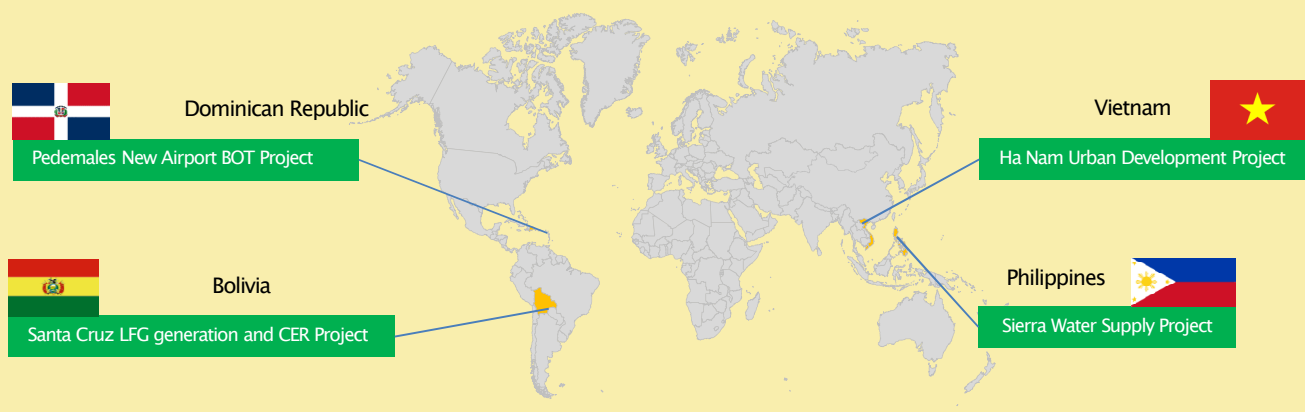 Dominican Republic
Pedemales New Airport BOT Project
Vietnam
Ha Nam Urban Development Project
Bolivia
Santa Cruz LFG generation and CER Project
Philippines
Sierra Water Supply Project